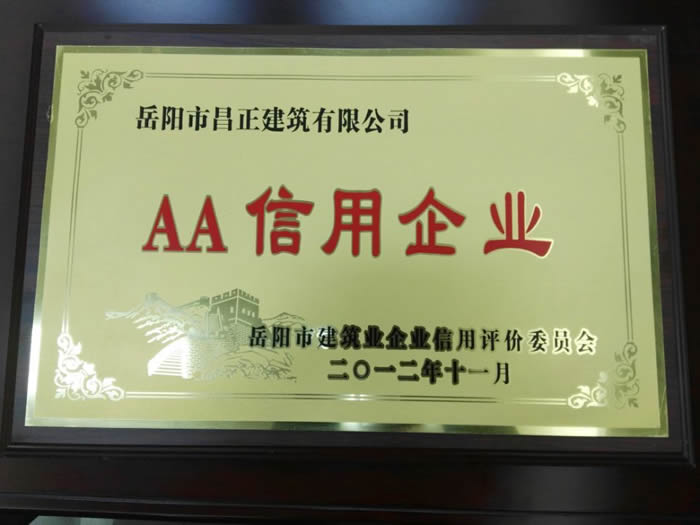 岳阳市昌正建筑有限公司
AA信用企业
岳阳市建筑业企业信用评价委员会
二〇一二年十一月